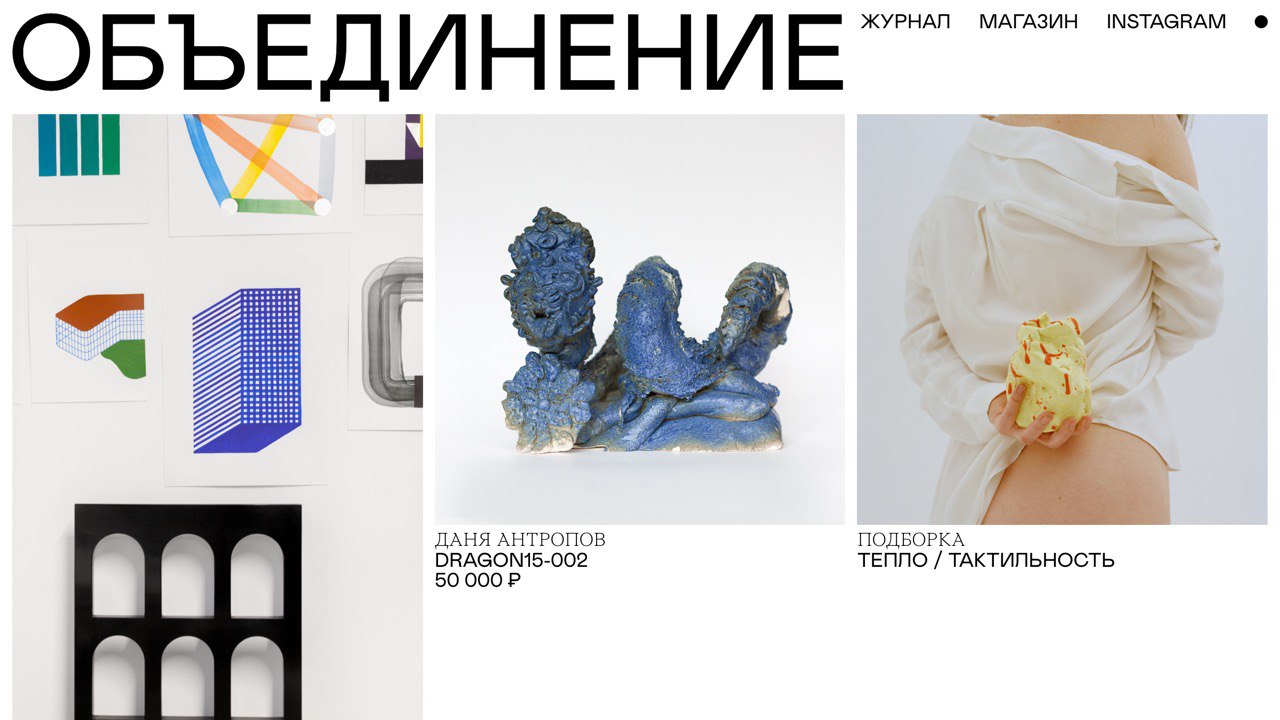 ОБЪЕДИНЕНИЕ
ЖУРНАЛ МАГАЗИН INSTAGRAM
ДАНЯ АНТРОПОВ
DRAGON15-002
50 000 ₽
ПОДБОРКА
ТЕПЛО / ТАКТИЛЬНОСТЬ